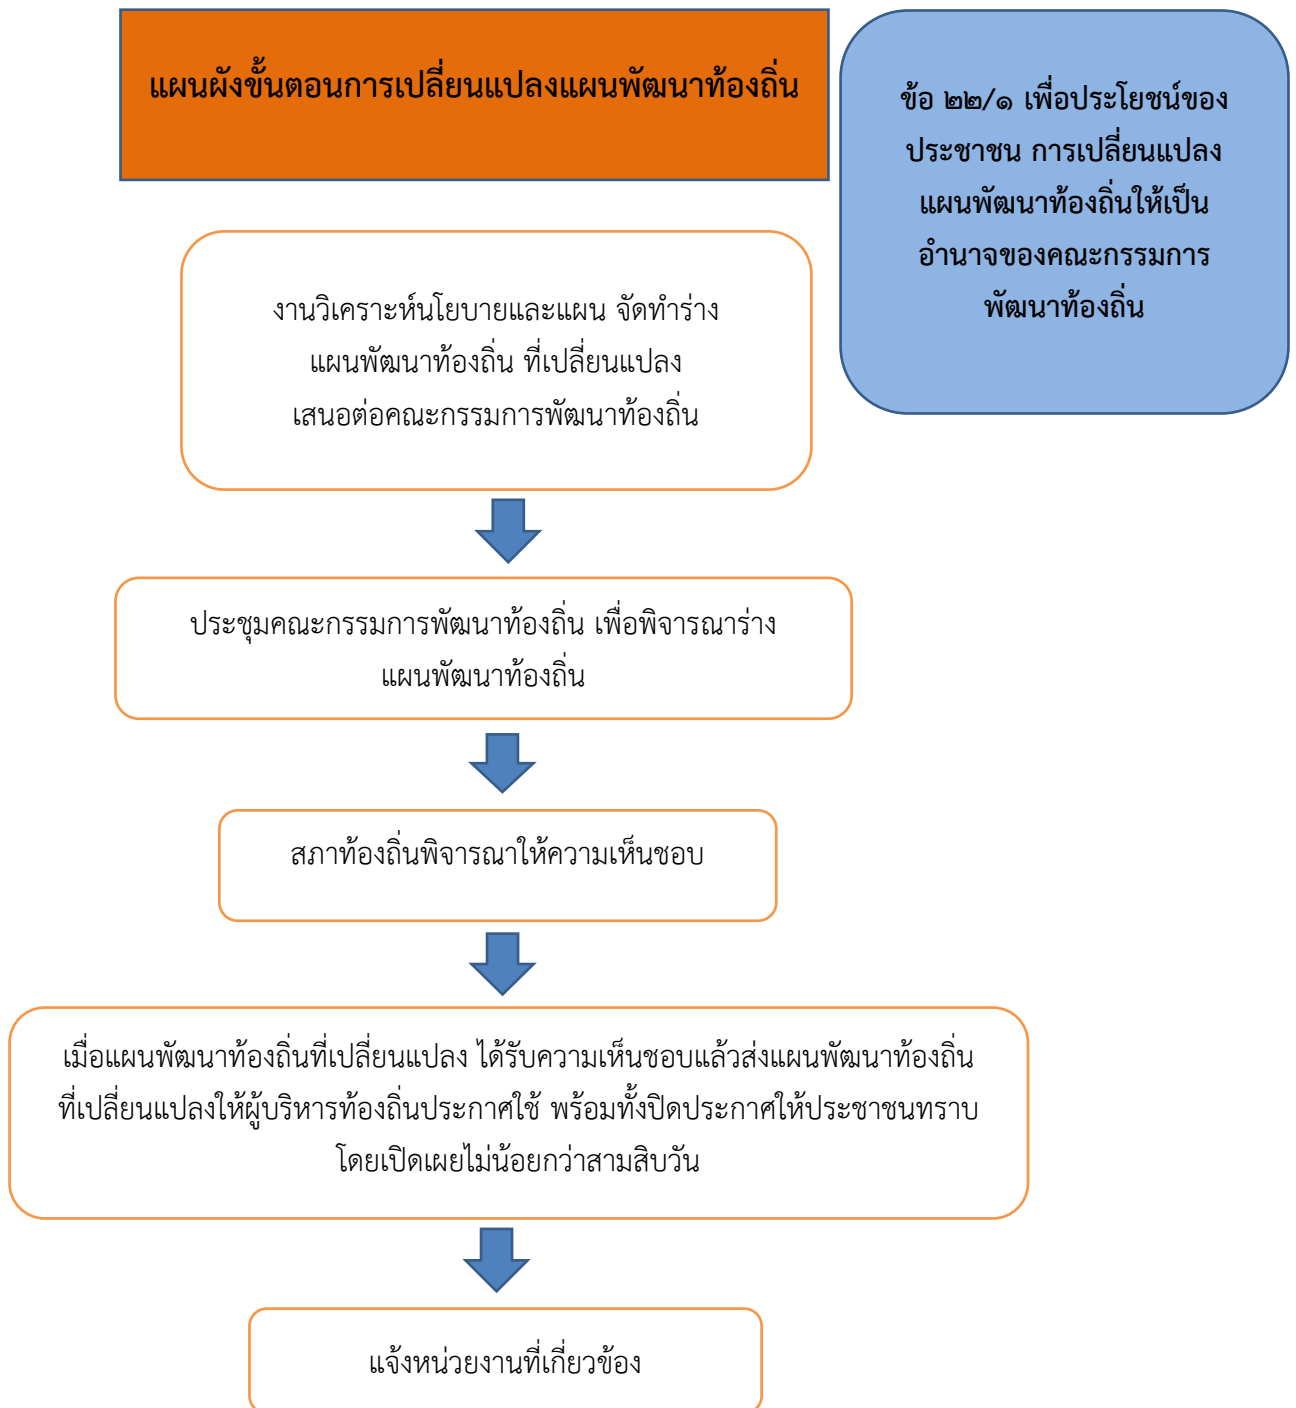 แผนผังขั้นตอนการเปลี่ยนแปลงแผนพัฒนาท้องถิ่น
ข้อ ๒๒/๑ เพื่อประโยชน์ของ
ประชาชน การเปลี่ยนแปลง
แผนพัฒนาท้องถิ่นให้เป็น
อำนาจของคณะกรรมการ
พัฒนาท้องถิ่น
งานวิเคราะห์นโยบายและแผน จัดทำร่าง
แผนพัฒนาท้องถิ่น ที่เปลี่ยนแปลง
เสนอต่อคณะกรรมการพัฒนาท้องถิ่น
ประชุมคณะกรรมการพัฒนาท้องถิ่น เพื่อพิจารณาร่าง
แผนพัฒนาท้องถิ่น
สภาท้องถิ่นพิจารณาให้ความเห็นชอบ
เมื่อแผนพัฒนาท้องถิ่นที่เปลี่ยนแปลง ได้รับความเห็นชอบแล้วส่งแผนพัฒนาท้องถิ่น
ที่เปลี่ยนแปลงให้ผู้บริหารท้องถิ่นประกาศใช้ พร้อมทั้งปิดประกาศให้ประชาชนทราบ
โดยเปิดเผยไม่น้อยกว่าสามสิบวัน
แจ้งหน่วยงานที่เกี่ยวข้อง